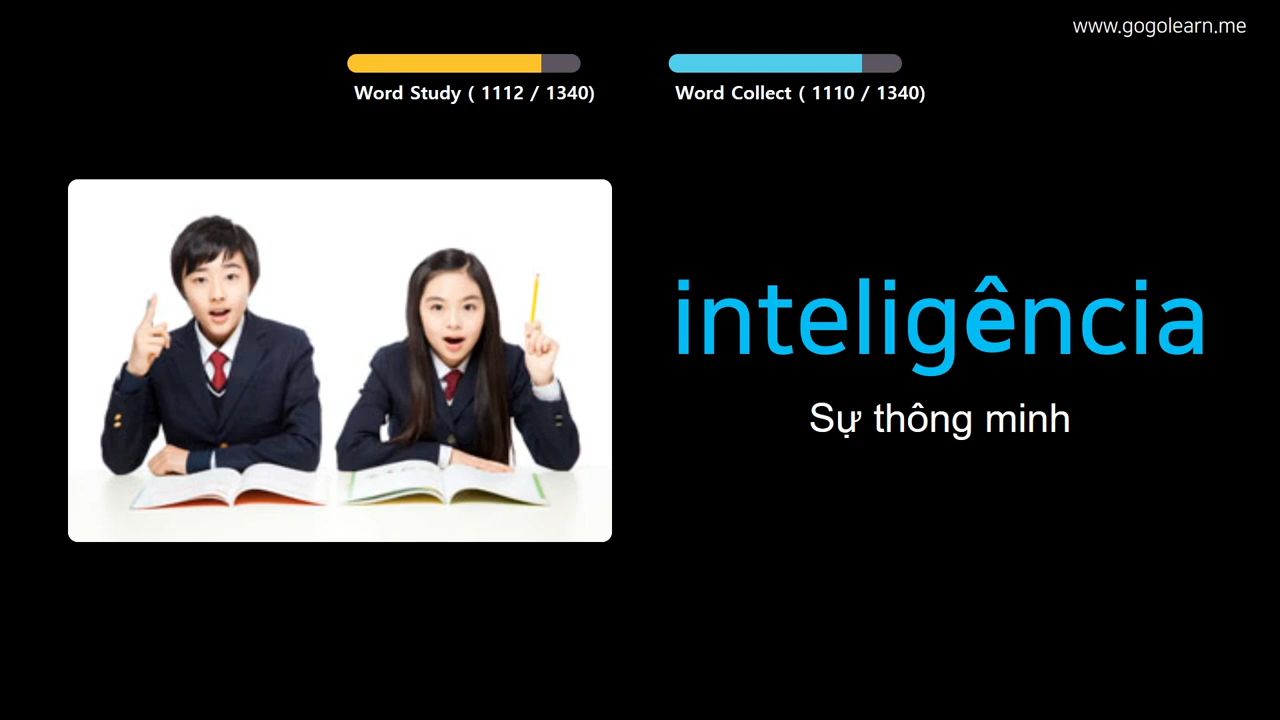 www.gogolearn.me
Word Study ( 1112 / 1340)
Word Collect ( 1110 / 1340)
inteligência
Sự thông minh